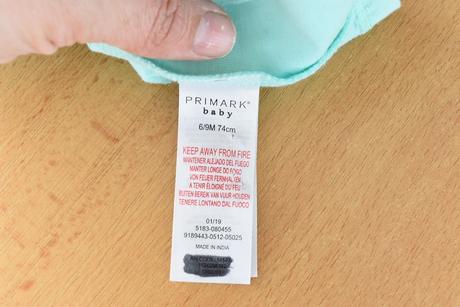 PRIMARK®
baby
6/9M 74cm
KEEP AWAY FROM FIRE
MANTENER ALEJADO DEL FUEGO
MANTER LONGE DO FOGO
VON FEUER FERNHALTEN
A TENIR ÉLOIGNÉ DU FEU
BUITEN BEREIK VAN VUUR HOUDEN
TENERE LONTANO DAL FUOCO
01/19
5183-080455
9189443-0512-05025
MADE IN INDIA